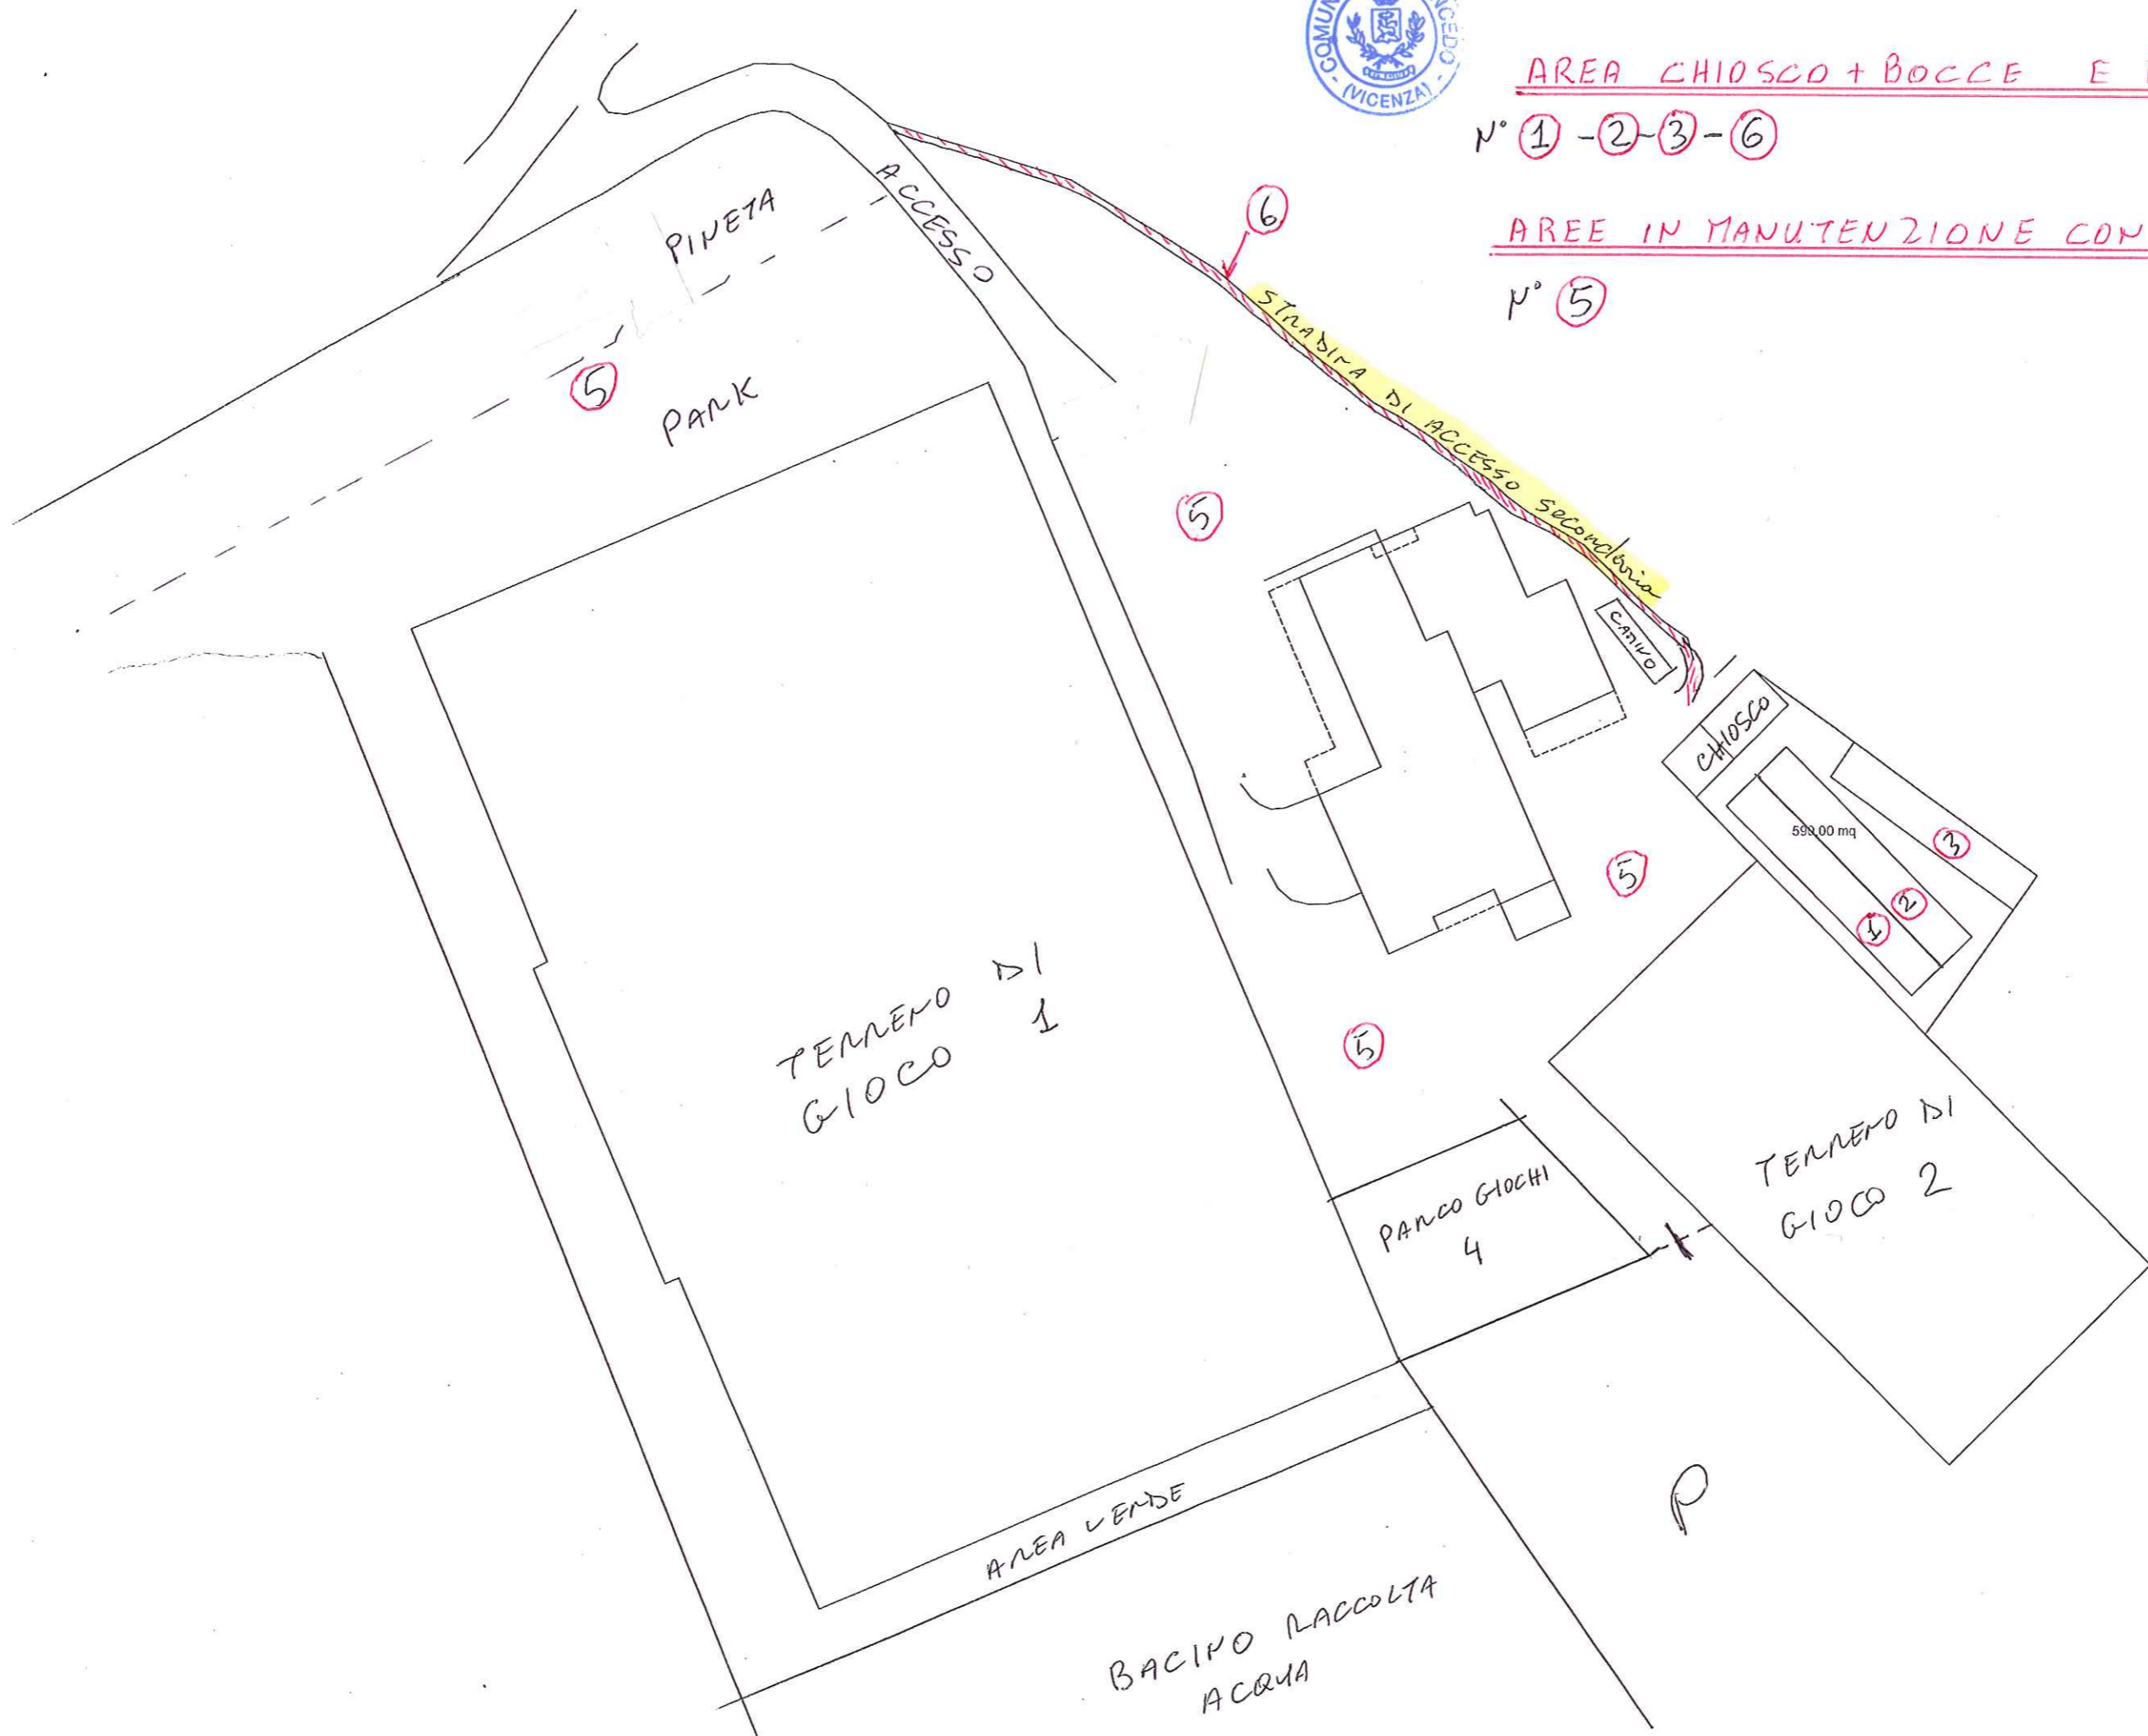 COMUN
NCEDO -
(VICENZA)
AREA CHIOSCO + BOCCE E
N° 1 - 2 - 3 - 6
AREE IN MANUTENZIONE CON
N° 5
ACCESSO
PINETA
6
STRADINA DI ACCESSO Secondaria
5
PARK
5
CAMINO
CHIOSCO
599,00 mq
3
5
2
1
TERRENO DI
GIOCO 1
5
TERRENO DI
GIOCO 2
PARCO GIOCHI
4
P
AREA VERDE
BACINO RACCOLTA
ACQUA